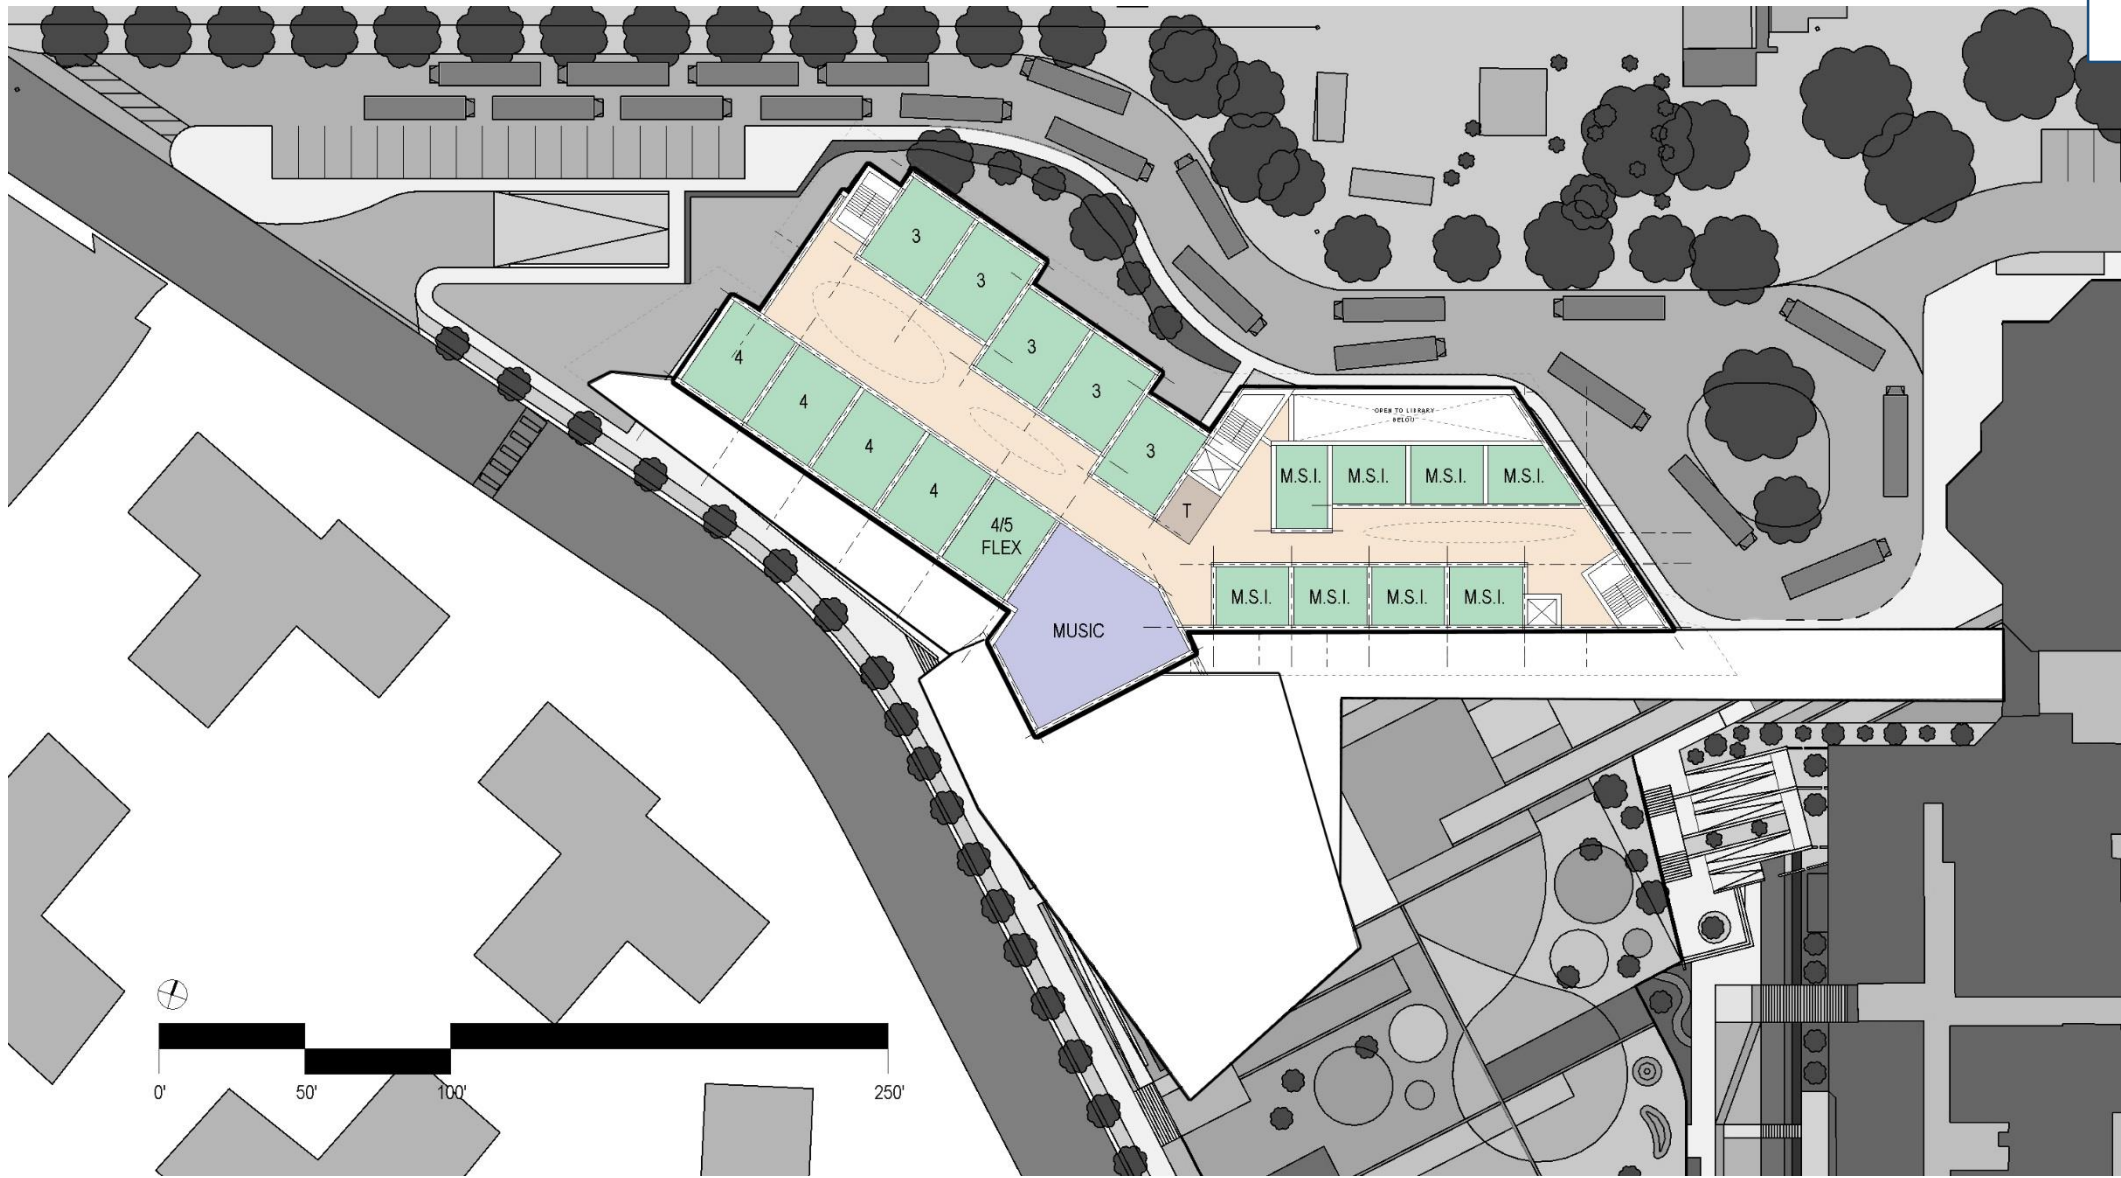 3
3
3
3
3
4
4
4
4
4/5
FLEX
T
MUSIC
OPEN TO LIBRARY
BELOW
M.S.I.
M.S.I.
M.S.I.
M.S.I.
M.S.I.
M.S.I.
M.S.I.
M.S.I.
0'
50'
100'
250'